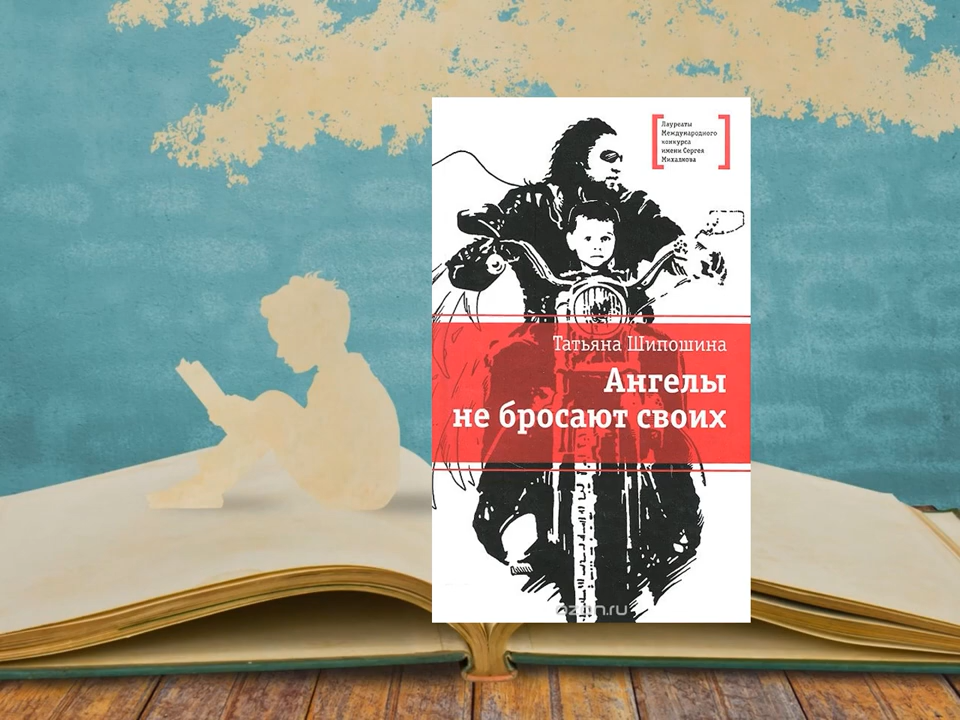 Лауреаты
Международного
конкурса
имени Сергея
Михалкова
Татьяна Шипошина
Ангелы
не бросают своих
ozon.ru